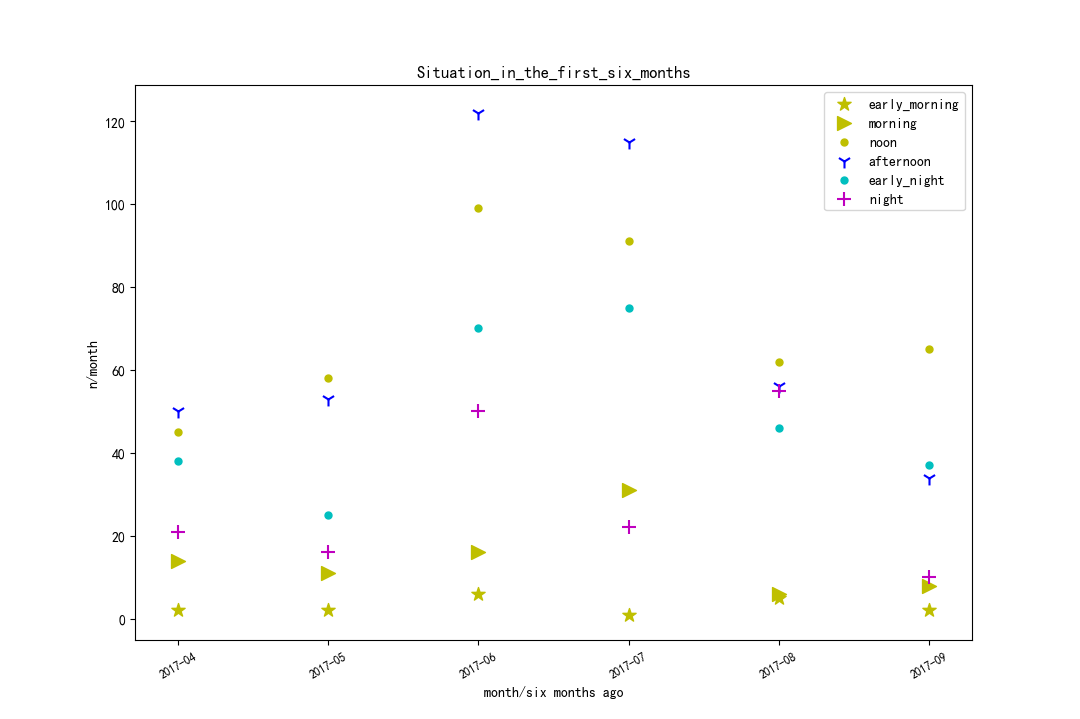 Situation_in_the_first_six_months
early_morning
morning
noon
afternoon
early_night
night
120
100
80
60
40
20
0
n/month
2017-04 2017-05 2017-06 2017-07 2017-08 2017-09
month/six months ago